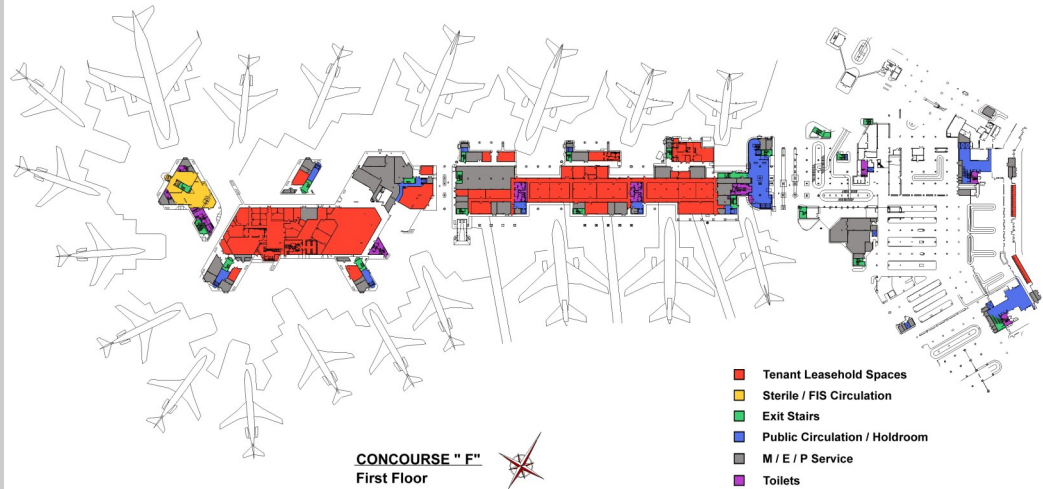 Tenant Leasehold Spaces
Sterile / FIS Circulation
Exit Stairs
Public Circulation / Holdroom
M / E / P Service
Toilets
CONCOURSE " F"
First Floor